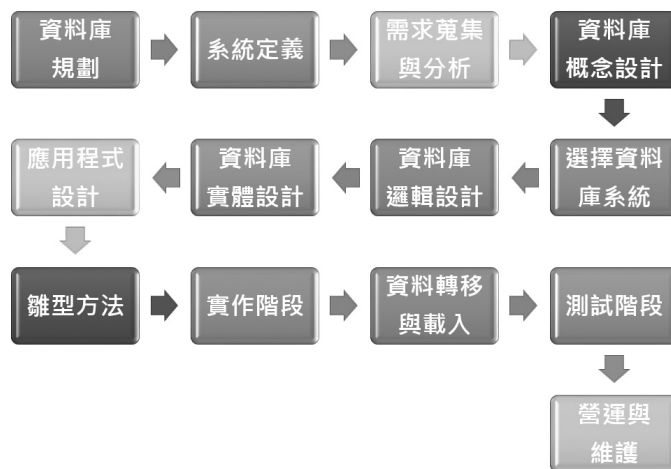 資料庫
規劃
系統定義
需求蒐集
與分析
資料庫
概念設計
選擇資料
庫系統
資料庫
邏輯設計
資料庫
實體設計
應用程式
設計
雛型方法
實作階段
資料轉移
與載入
測試階段
營運與
維護